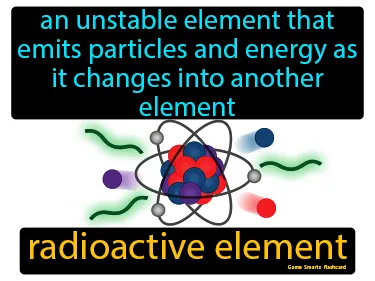 an unstable element that
emits particles and energy as
it changes into another
element
radioactive element
Game Smartz flashcard